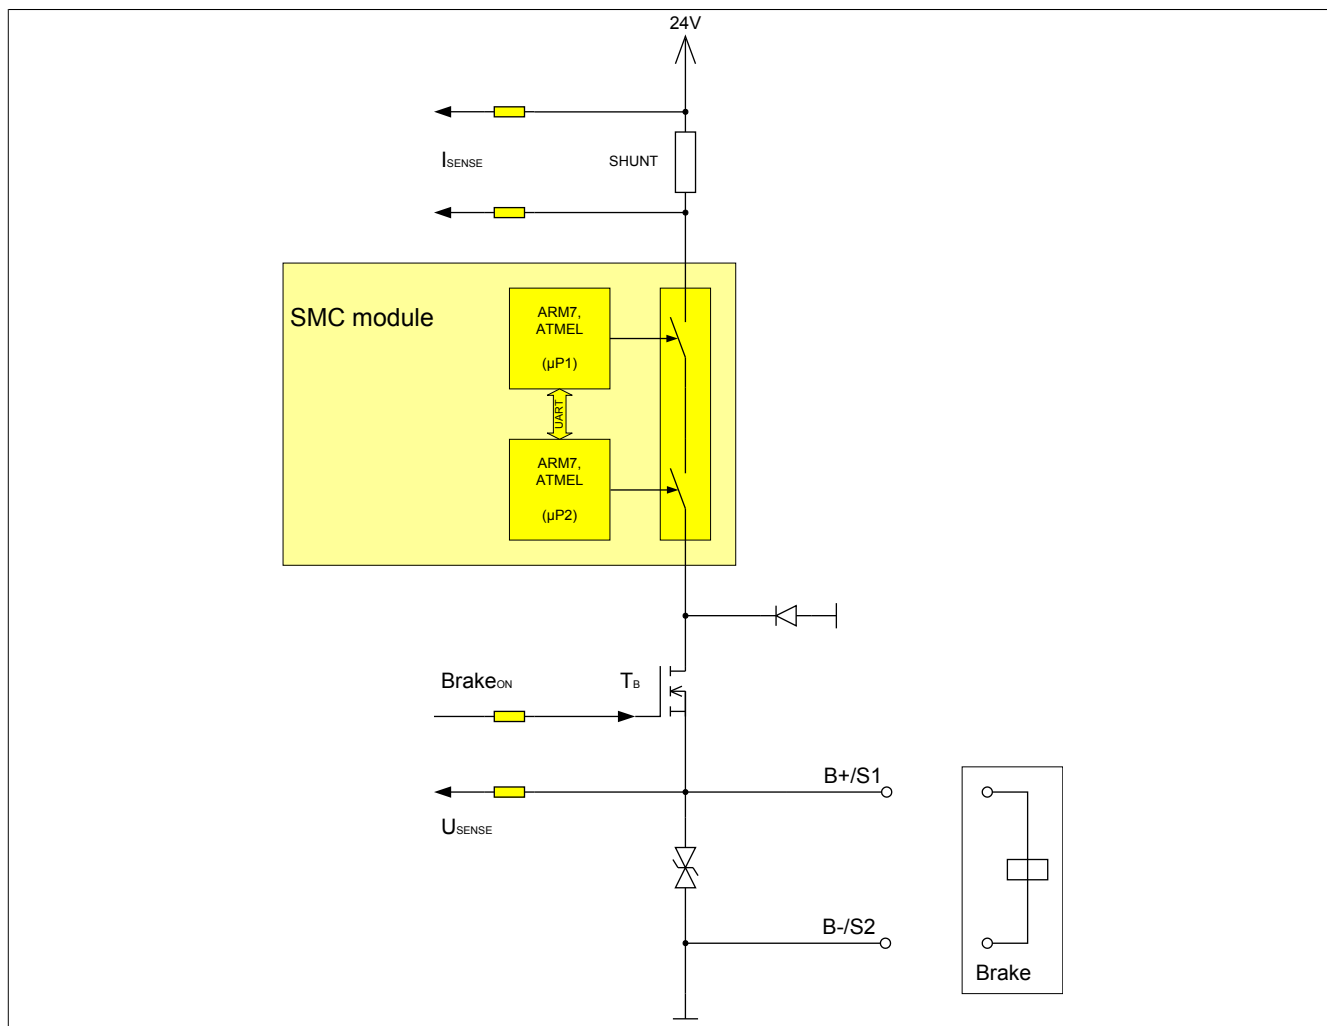 24V
ISENSE
SHUNT
SMC module
ARM7,
ATMEL
(µP1)
UART
ARM7,
ATMEL
(µP2)
BrakeON
TB
B+/S1
USENSE
B-/S2
Brake